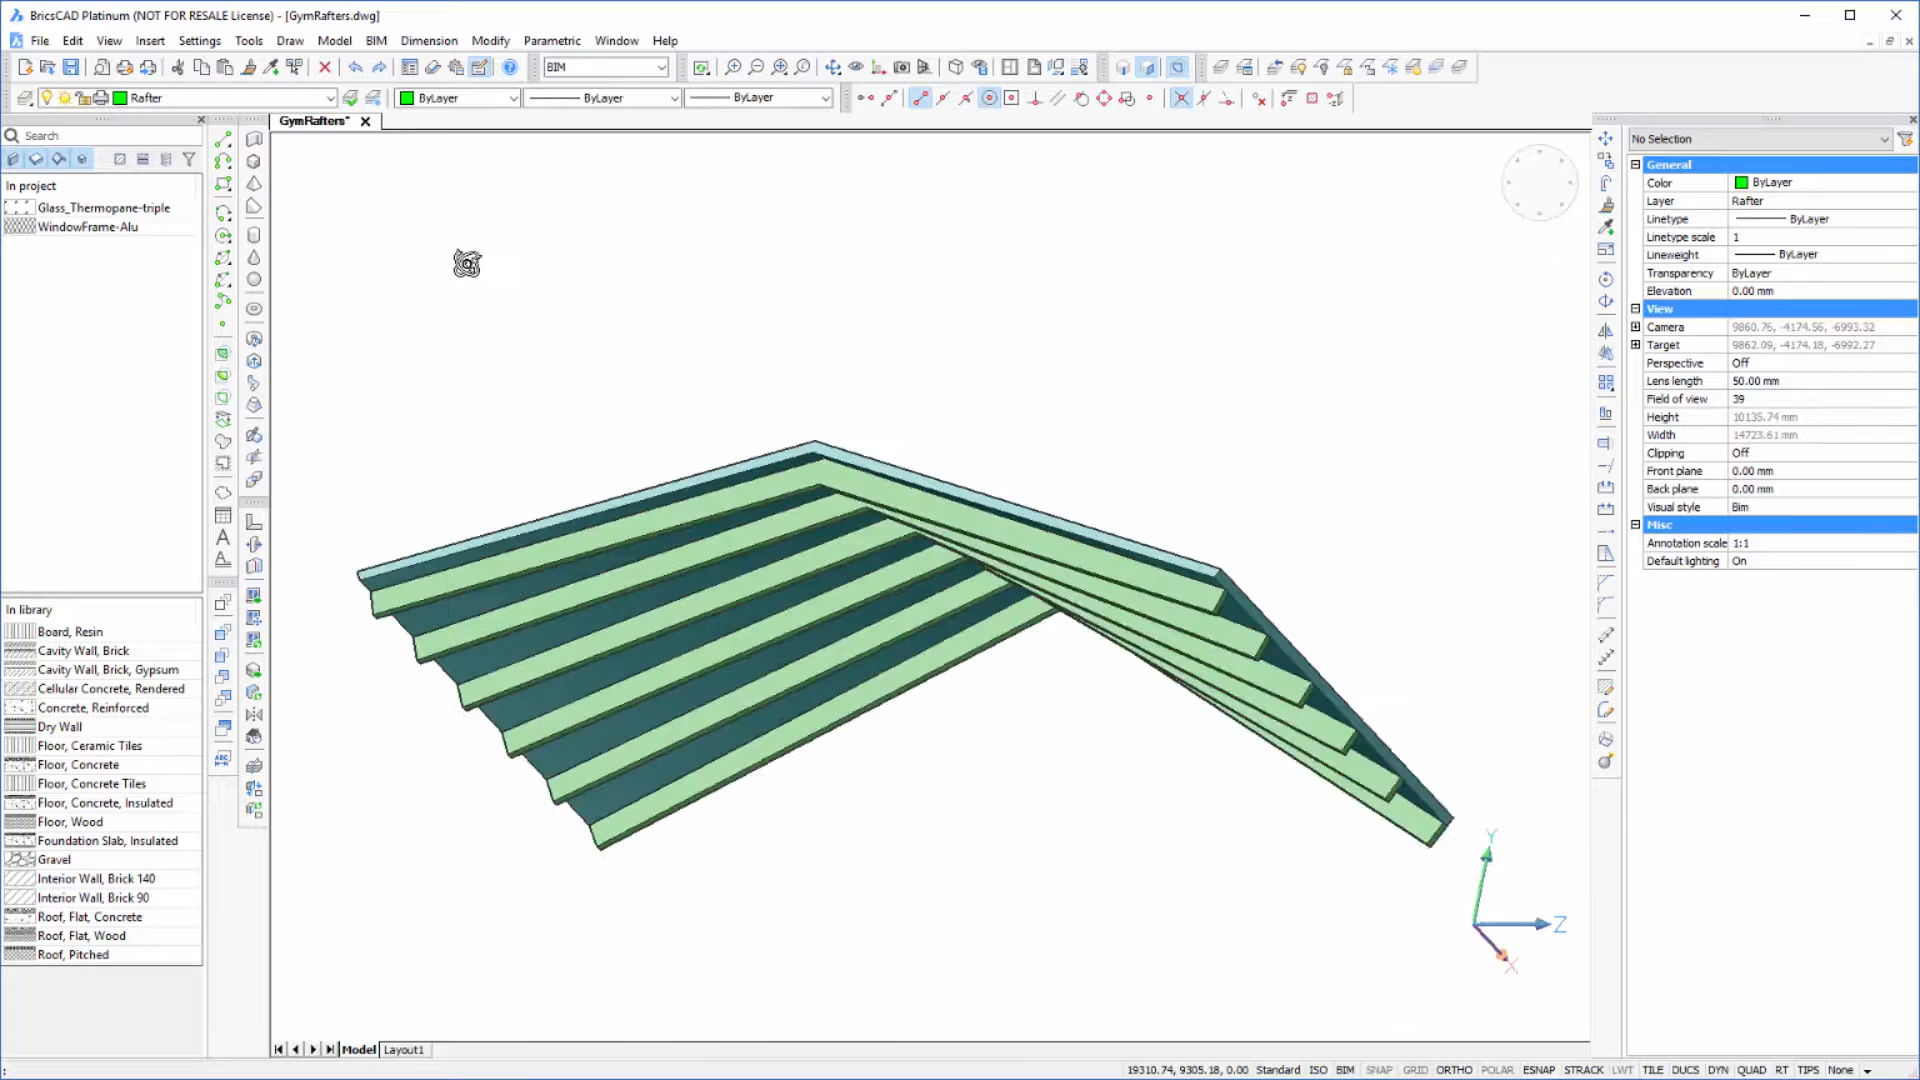 BricsCAD Platinum (NOT FOR RESALE License) - [GymRafters.dwg]
File Edit View Insert Settings Tools Draw Model BIM Dimension Modify Parametric Window Help
BIM
Rafter ByLayer ByLayer ByLayer
GymRafters*
Search
In project
Glass_Thermopane-triple
WindowFrame-Alu
In library
Board, Resin
Cavity Wall, Brick
Cavity Wall, Brick, Gypsum
Cellular Concrete, Rendered
Concrete, Reinforced
Dry Wall
Floor, Ceramic Tiles
Floor, Concrete
Floor, Concrete Tiles
Floor, Concrete, Insulated
Floor, Wood
Foundation Slab, Insulated
Gravel
Interior Wall, Brick 140
Interior Wall, Brick 90
Roof, Flat, Concrete
Roof, Flat, Wood
Roof, Pitched
A
A
ABC
Y
Z
X
No Selection
General
Color ByLayer
Layer Rafter
Linetype ByLayer
Linetype scale 1
Lineweight ByLayer
Transparency ByLayer
Elevation 0.00 mm
View
Camera 9860.76, -4174.56, -6993.32
Target 9862.09, -4174.18, -6992.27
Perspective Off
Lens length 50.00 mm
Field of view 39
Height 10135.74 mm
Width 14723.61 mm
Clipping Off
Front plane 0.00 mm
Back plane 0.00 mm
Visual style Bim
Misc
Annotation scale 1:1
Default lighting On
Model Layout1
: 19310.74, 9305.18, 0.00 Standard ISO BIM SNAP GRID ORTHO POLAR ESNAP STRACK LWT TILE DUCS DYN QUAD RT TIPS None